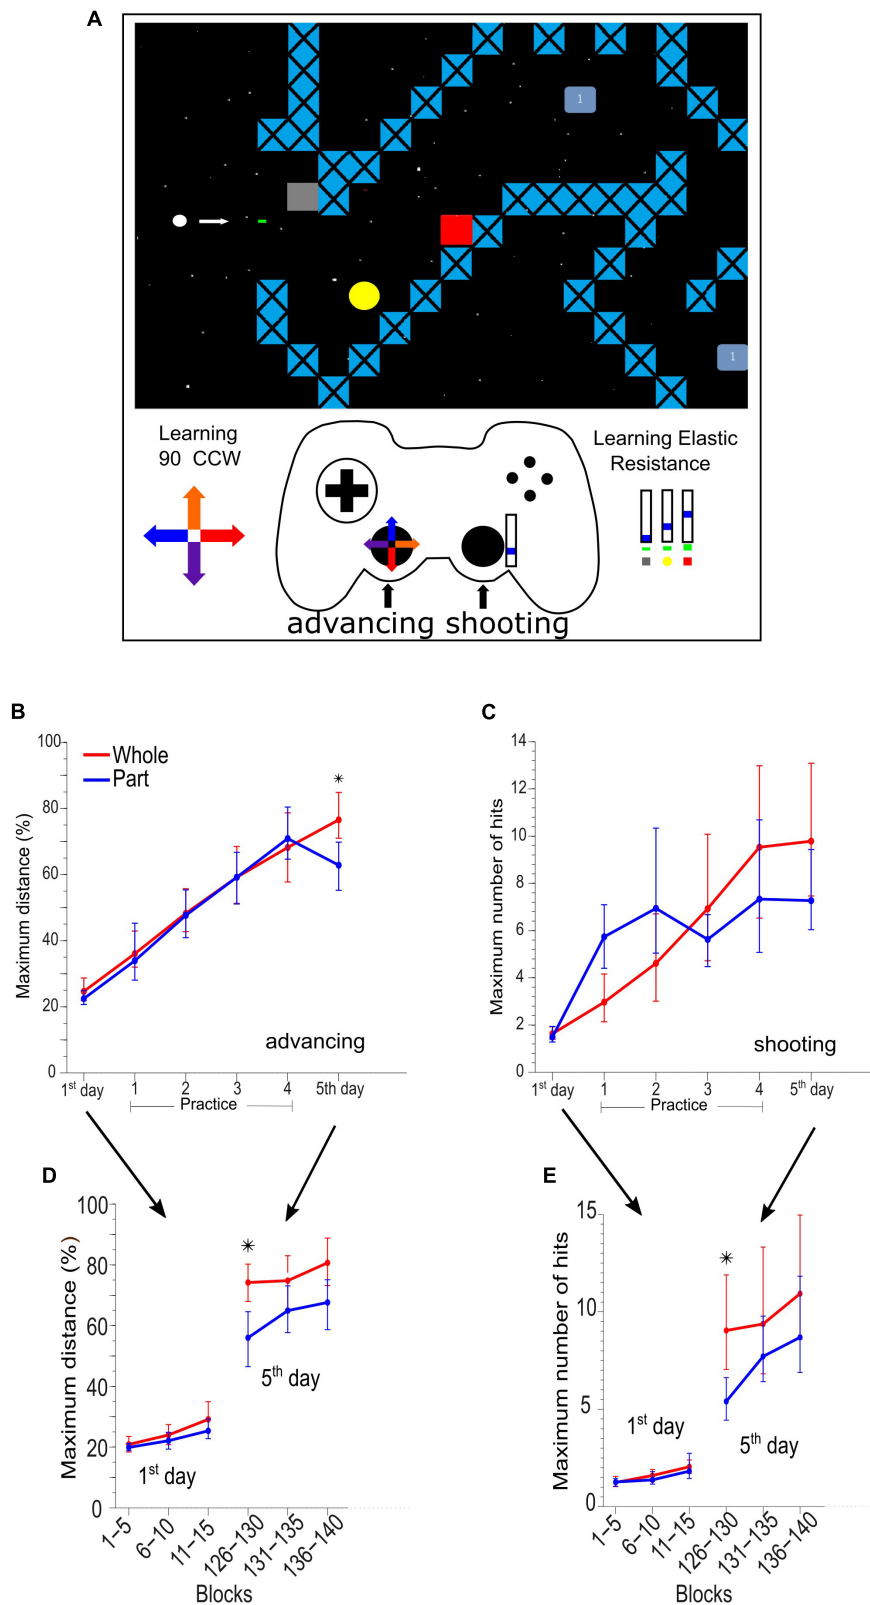 A
1
1
Learning
90 CCW
Learning Elastic
Resistance
advancing shooting
B
100
80
60
40
20
0
Maximum distance (%)
Whole
Part
*
advancing
1st day
1
2
3
4
5th day
Practice
C
14
12
10
8
6
4
2
0
Maximum number of hits
shooting
1st day
1
2
3
4
5th day
Practice
D
100
80
60
40
20
0
Maximum distance (%)
*
5th day
1st day
1–5
6–10
11–15
126–130
131–135
136–140
Blocks
E
15
10
5
0
Maximum number of hits
*
1st day
5th day
1–5
6–10
11–15
126–130
131–135
136–140
Blocks